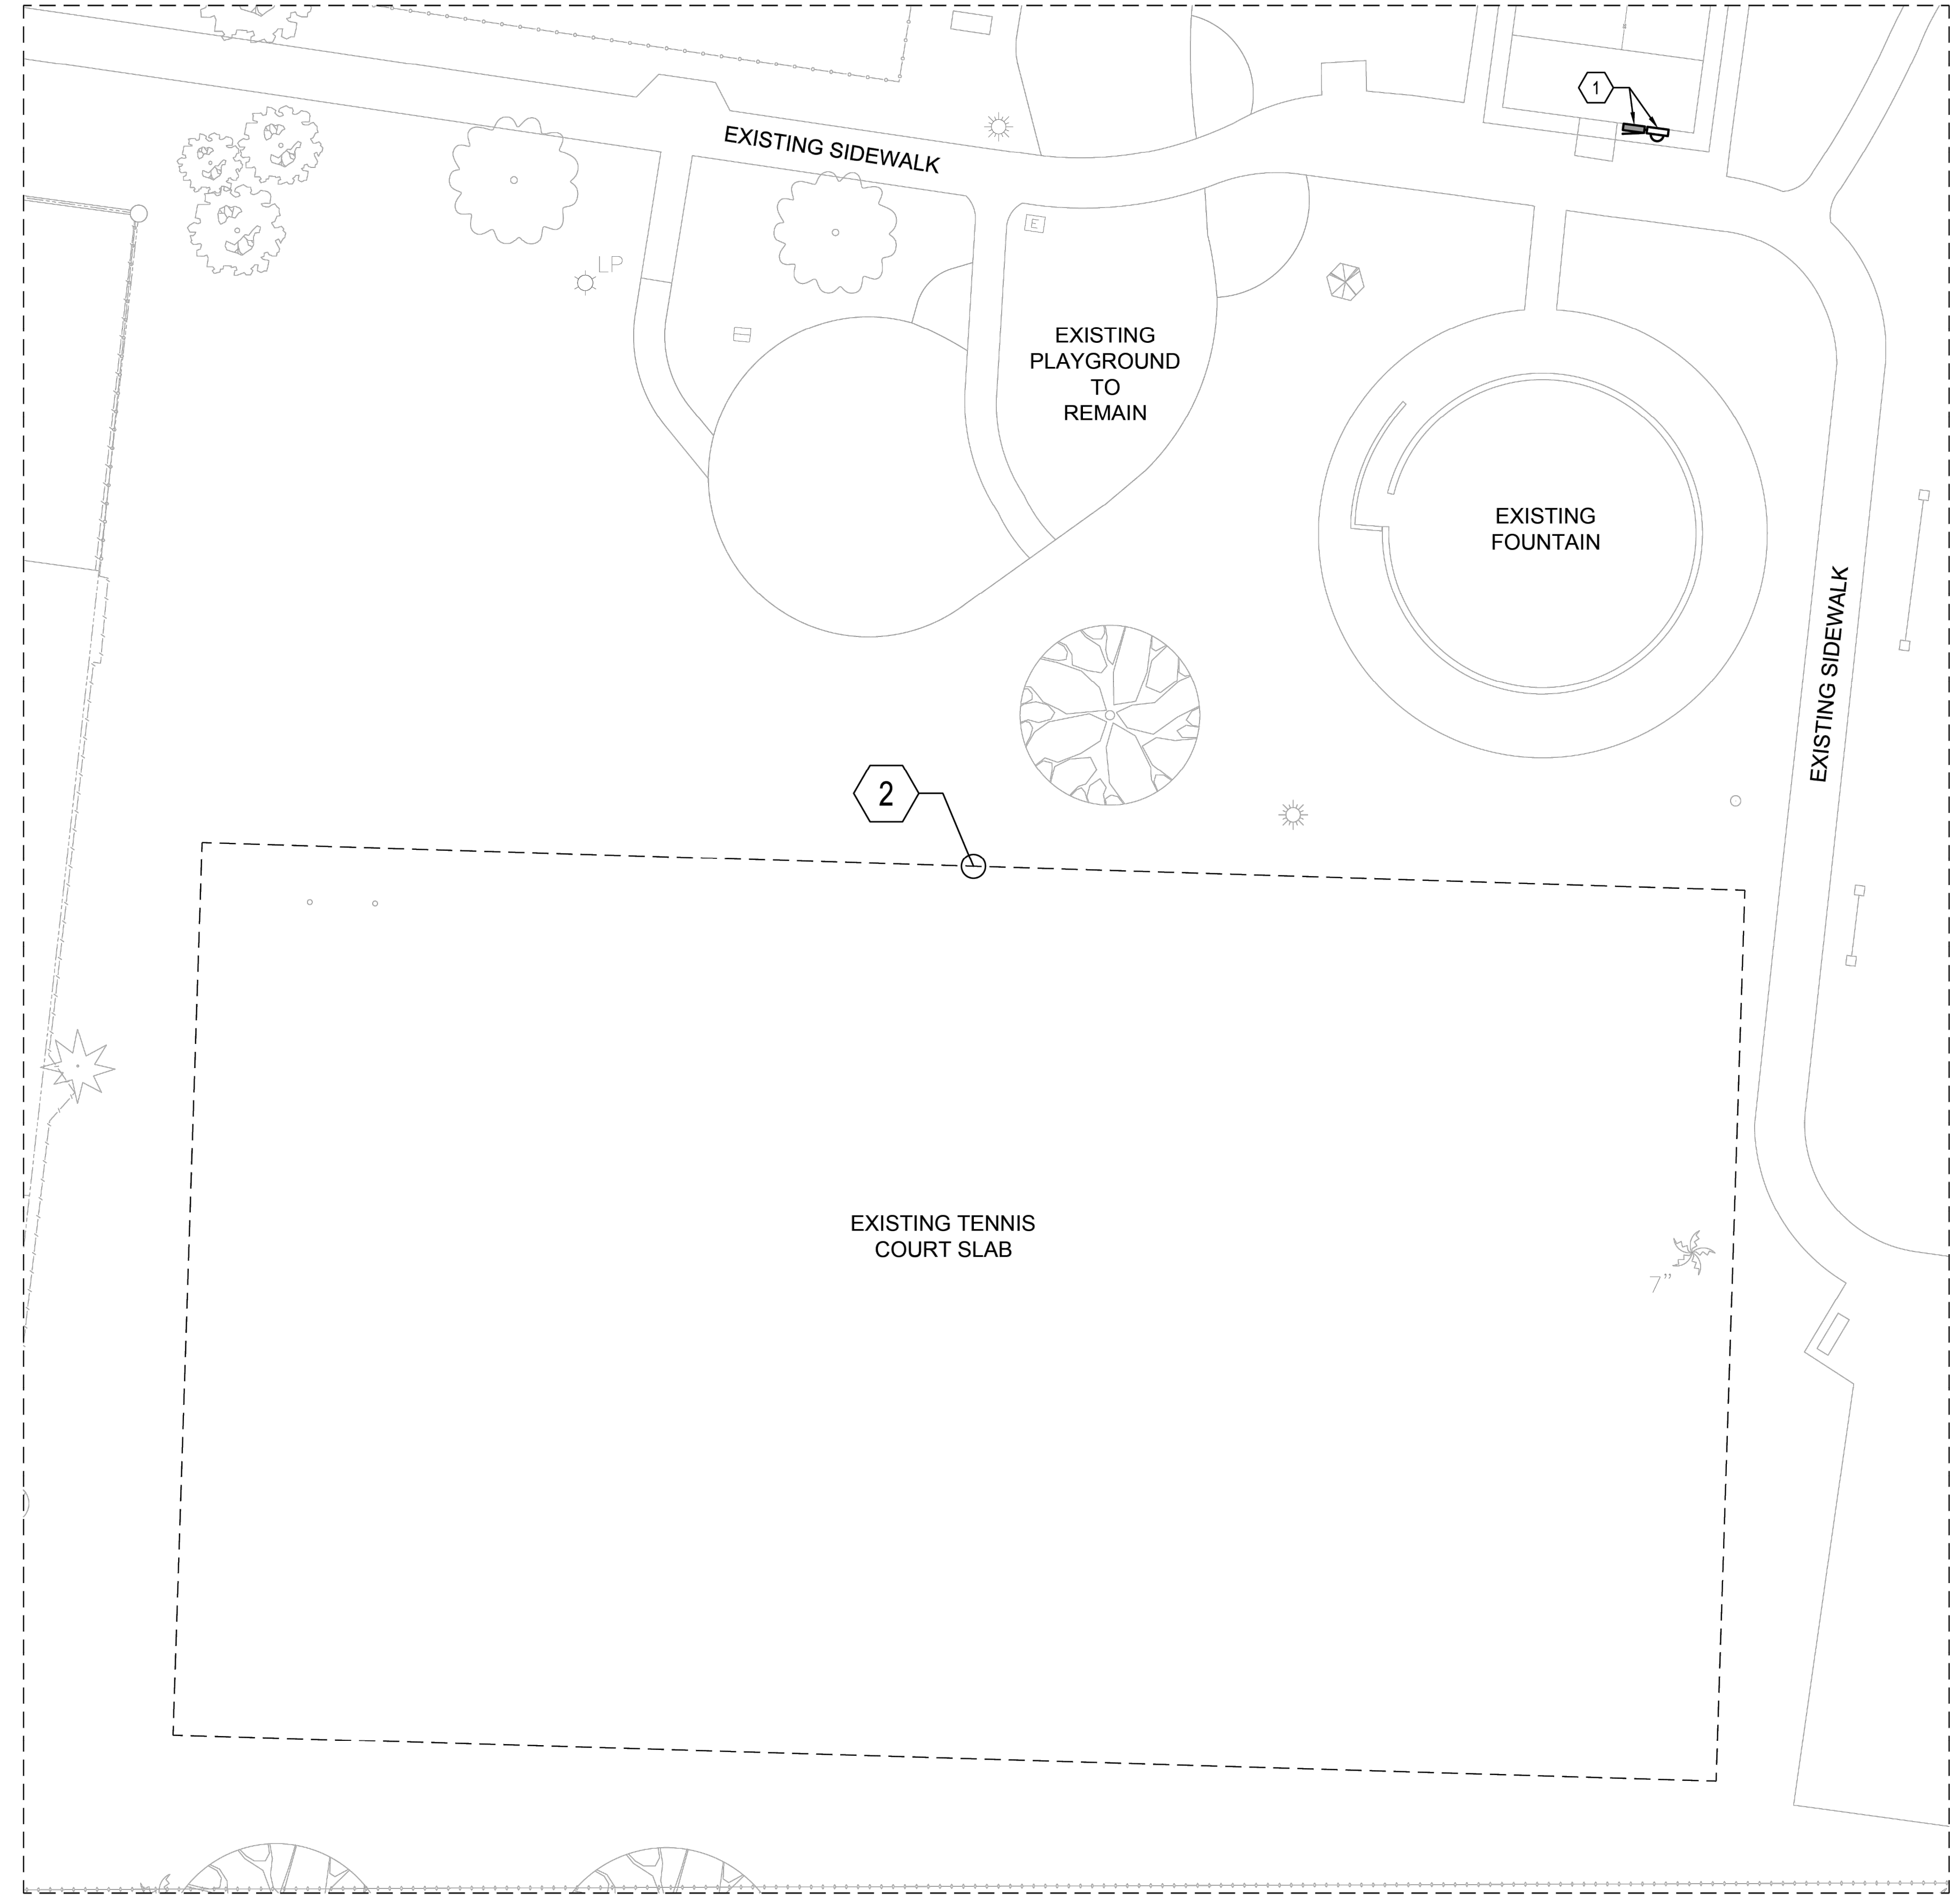 1
EXISTING SIDEWALK
E
LP
EXISTING
PLAYGROUND
TO
REMAIN
EXISTING
FOUNTAIN
EXISTING SIDEWALK
2
EXISTING TENNIS
COURT SLAB
7"